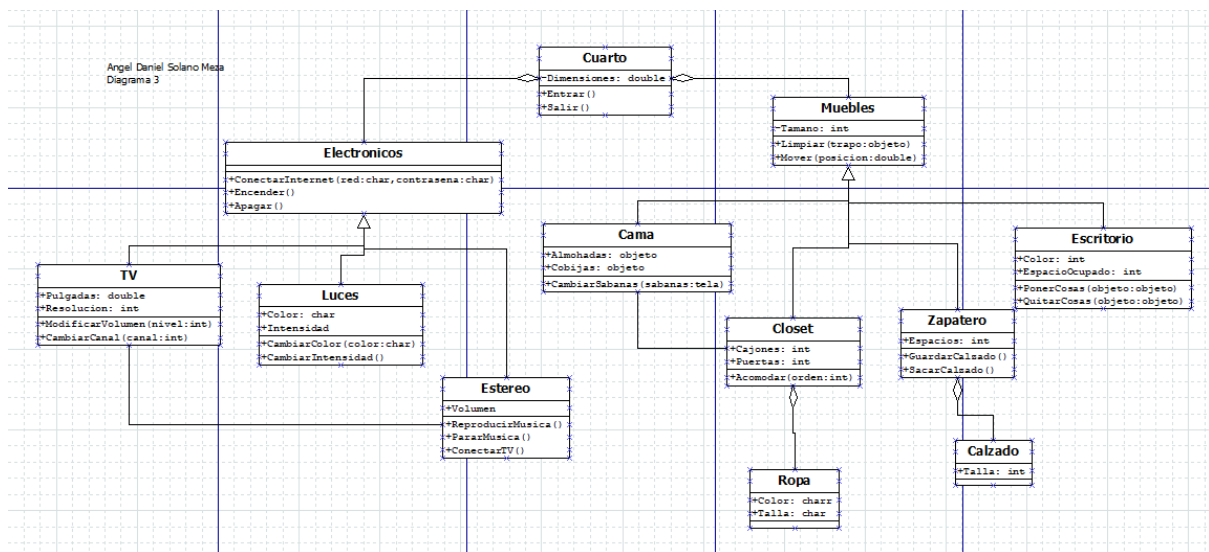 Angel Daniel Solano Meza
Diagrama 3
Cuarto
-Dimensiones: double
+Entrar()
+Salir()
Muebles
-Tamano: int
+Limpiar(trapo:objeto)
+Mover(posicion:double)
Electronicos
+ConectarInternet(red:char,contrasena:char)
+Encender()
+Apagar()
Cama
+Almohadas: objeto
+Cobijas: objeto
+CambiarSabanas(sabanas:tela)
Escritorio
+Color: int
+EspacioOcupado: int
+PonerCosas(objeto:objeto)
+QuitarCosas(objeto:objeto)
TV
+Pulgadas: double
+Resolucion: int
+ModificarVolumen(nivel:int)
+CambiarCanal(canal:int)
Luces
+Color: char
+Intensidad
+CambiarColor(color:char)
+CambiarIntensidad()
Closet
+Cajones: int
+Puertas: int
+Acomodar(orden:int)
Zapatero
+Espacios: int
+GuardarCalzado()
+SacarCalzado()
Estereo
+Volumen
+ReproducirMusica()
+PararMusica()
+ConectarTV()
Calzado
+Talla: int
Ropa
+Color: charr
+Talla: char